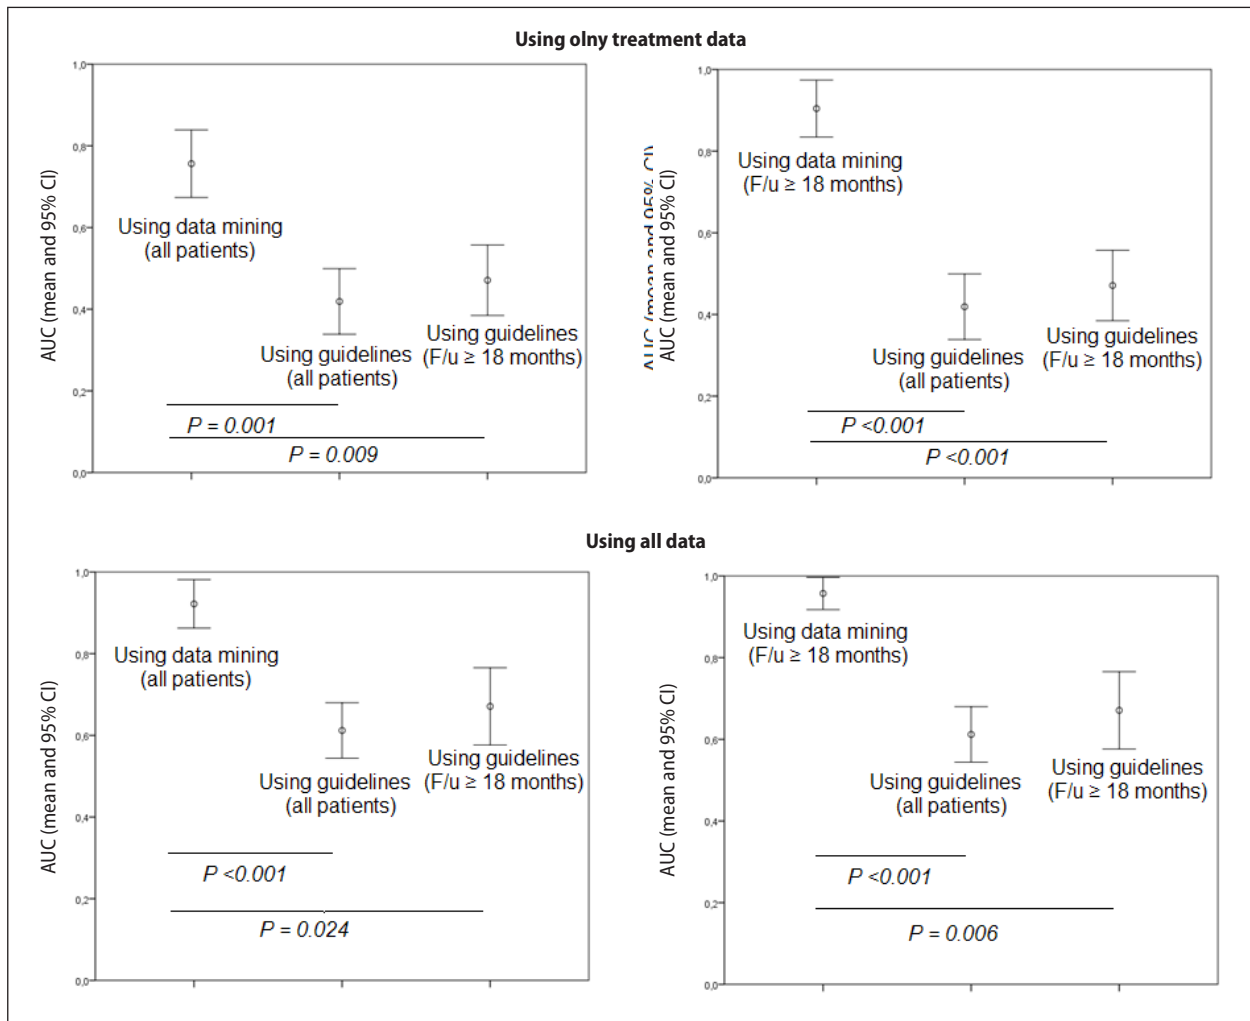 Using olny treatment data
AUC (mean and 95% CI)
1,0
0,8
0,6
0,4
0,2
0,0
Using data mining
(all patients)
Using guidelines
(all patients)
Using guidelines
(F/u ≥ 18 months)
P = 0.001
P = 0.009
AUC (mean and 95% CI)
AUC (mean and 95% CI)
1,0
0,8
0,6
0,4
0,2
0,0
Using data mining
(F/u ≥ 18 months)
Using guidelines
(all patients)
Using guidelines
(F/u ≥ 18 months)
P <0.001
P <0.001
Using all data
AUC (mean and 95% CI)
1,0
0,8
0,6
0,4
0,2
0,0
Using data mining
(all patients)
Using guidelines
(all patients)
Using guidelines
(F/u ≥ 18 months)
P <0.001
P = 0.024
AUC (mean and 95% CI)
1,0
0,8
0,6
0,4
0,2
0,0
Using data mining
(F/u ≥ 18 months)
Using guidelines
(all patients)
Using guidelines
(F/u ≥ 18 months)
P <0.001
P = 0.006